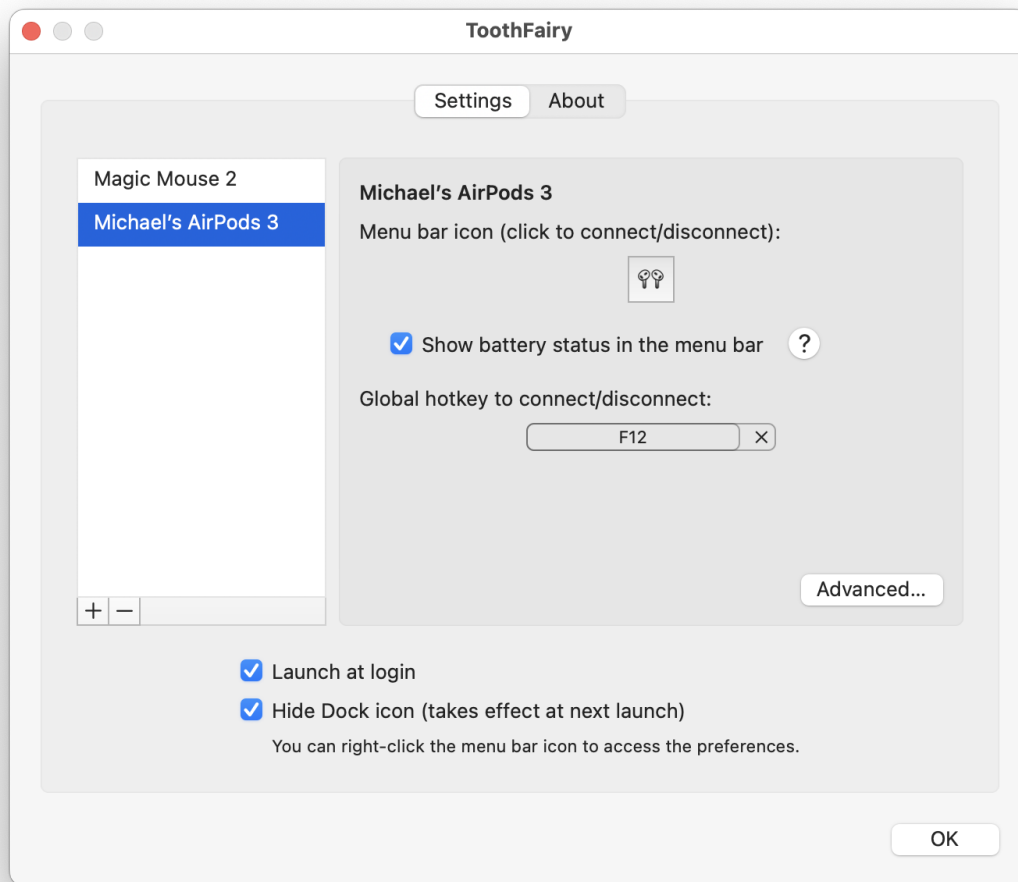 ToothFairy
Settings
About
Magic Mouse 2
Michael’s AirPods 3
Michael’s AirPods 3
Menu bar icon (click to connect/disconnect):
Show battery status in the menu bar
?
Global hotkey to connect/disconnect:
F12
Advanced...
Launch at login
Hide Dock icon (takes effect at next launch)
You can right-click the menu bar icon to access the preferences.
OK